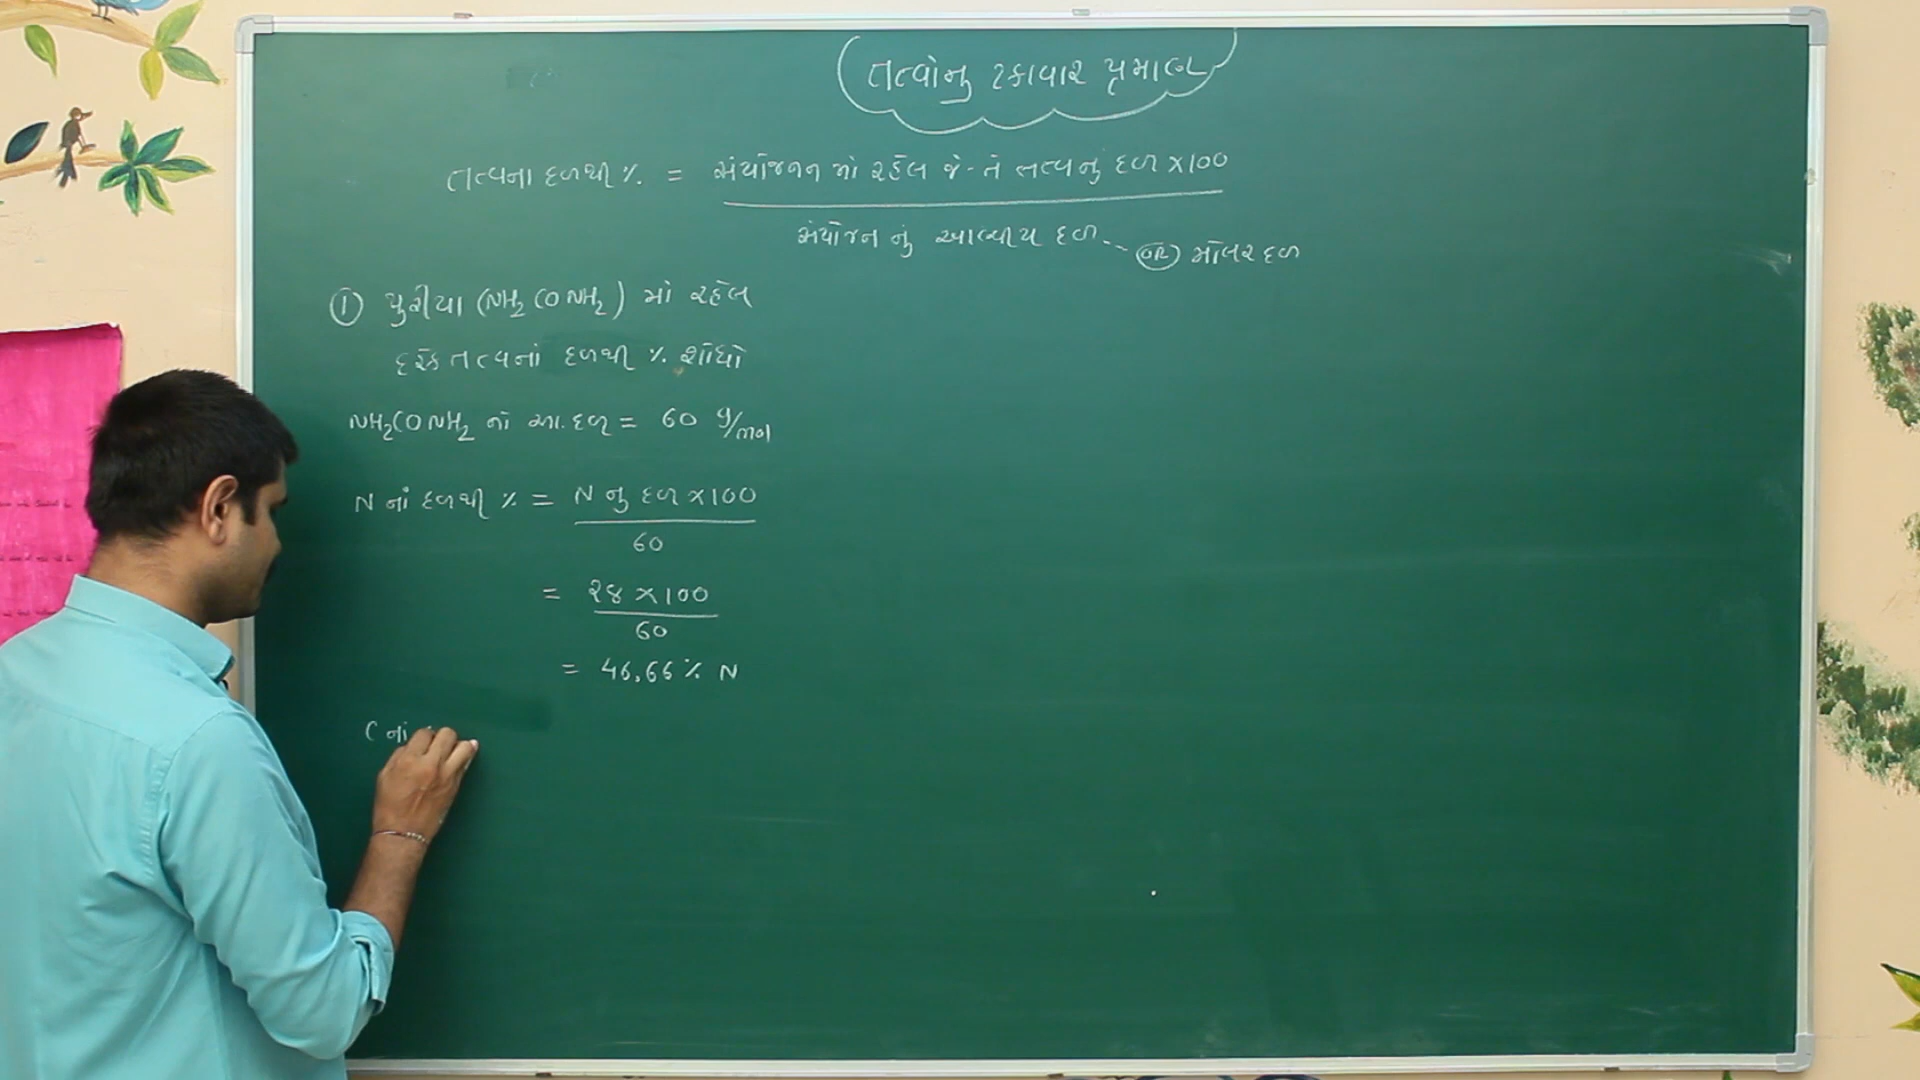 તત્વોનુ ટકાવાર પ્રમાણ
તત્વના દળથી % = સંયોજનન માં રહેલ જે-તે તત્વનું દળ × 100
સંયોજન નું આણ્વીય દળ.. OR મોલર દળ
① યુરીયા (NH₂CONH₂) માં રહેલ
દરેક તત્વનાં દળથી % શોધો
NH₂CONH₂ નો આ.દળ = 60 g/mol
N નાં દળથી % = N નુ દળ × 100
60
= ૨૪ × 100
60
= 46.66 % N
C નાં